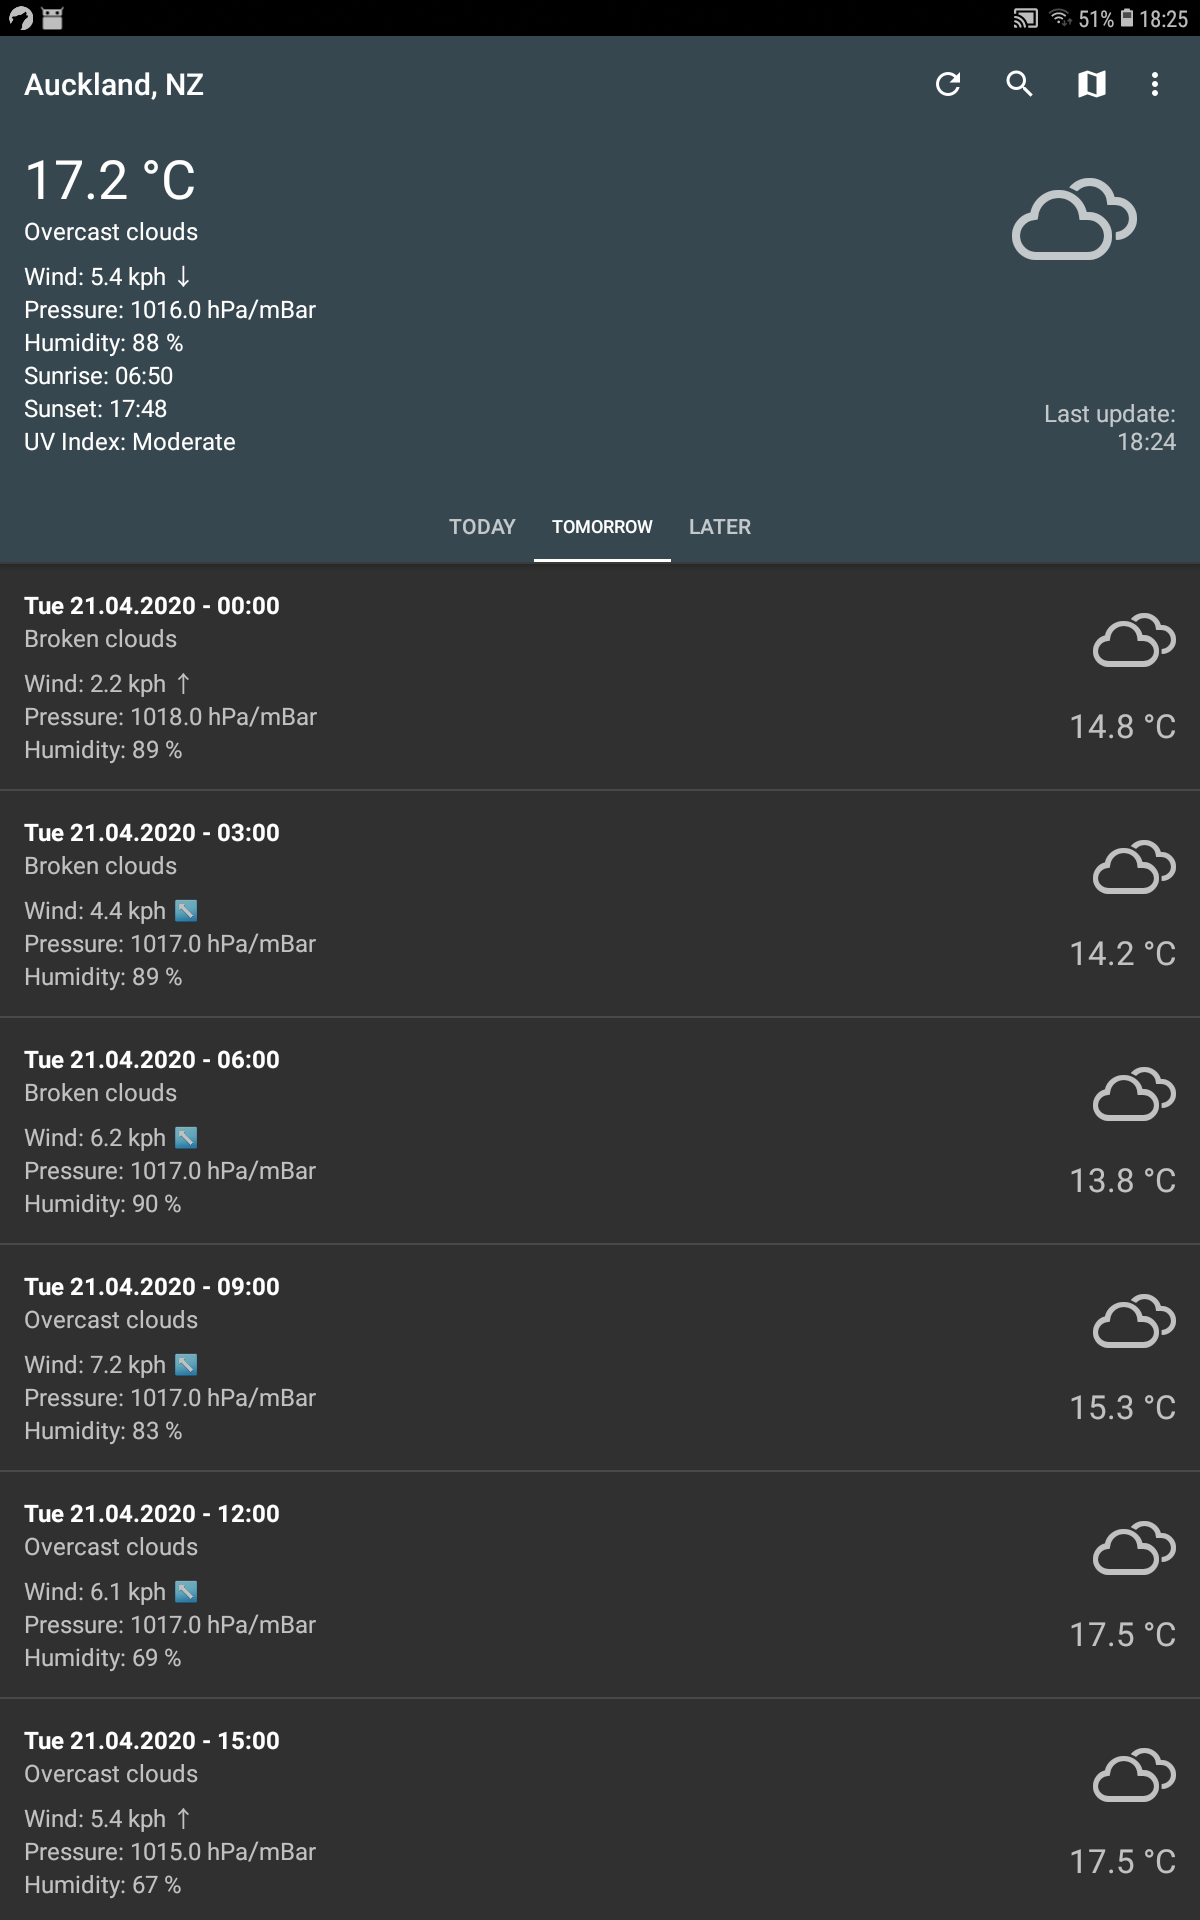 51% 18:25
Auckland, NZ
17.2 °C
Overcast clouds
Wind: 5.4 kph ↓
Pressure: 1016.0 hPa/mBar
Humidity: 88 %
Sunrise: 06:50
Sunset: 17:48
UV Index: Moderate
Last update:
18:24
TODAY TOMORROW LATER
Tue 21.04.2020 - 00:00
Broken clouds
Wind: 2.2 kph ↑
Pressure: 1018.0 hPa/mBar
Humidity: 89 %
14.8 °C
Tue 21.04.2020 - 03:00
Broken clouds
Wind: 4.4 kph ↖
Pressure: 1017.0 hPa/mBar
Humidity: 89 %
14.2 °C
Tue 21.04.2020 - 06:00
Broken clouds
Wind: 6.2 kph ↖
Pressure: 1017.0 hPa/mBar
Humidity: 90 %
13.8 °C
Tue 21.04.2020 - 09:00
Overcast clouds
Wind: 7.2 kph ↖
Pressure: 1017.0 hPa/mBar
Humidity: 83 %
15.3 °C
Tue 21.04.2020 - 12:00
Overcast clouds
Wind: 6.1 kph ↖
Pressure: 1017.0 hPa/mBar
Humidity: 69 %
17.5 °C
Tue 21.04.2020 - 15:00
Overcast clouds
Wind: 5.4 kph ↑
Pressure: 1015.0 hPa/mBar
Humidity: 67 %
17.5 °C